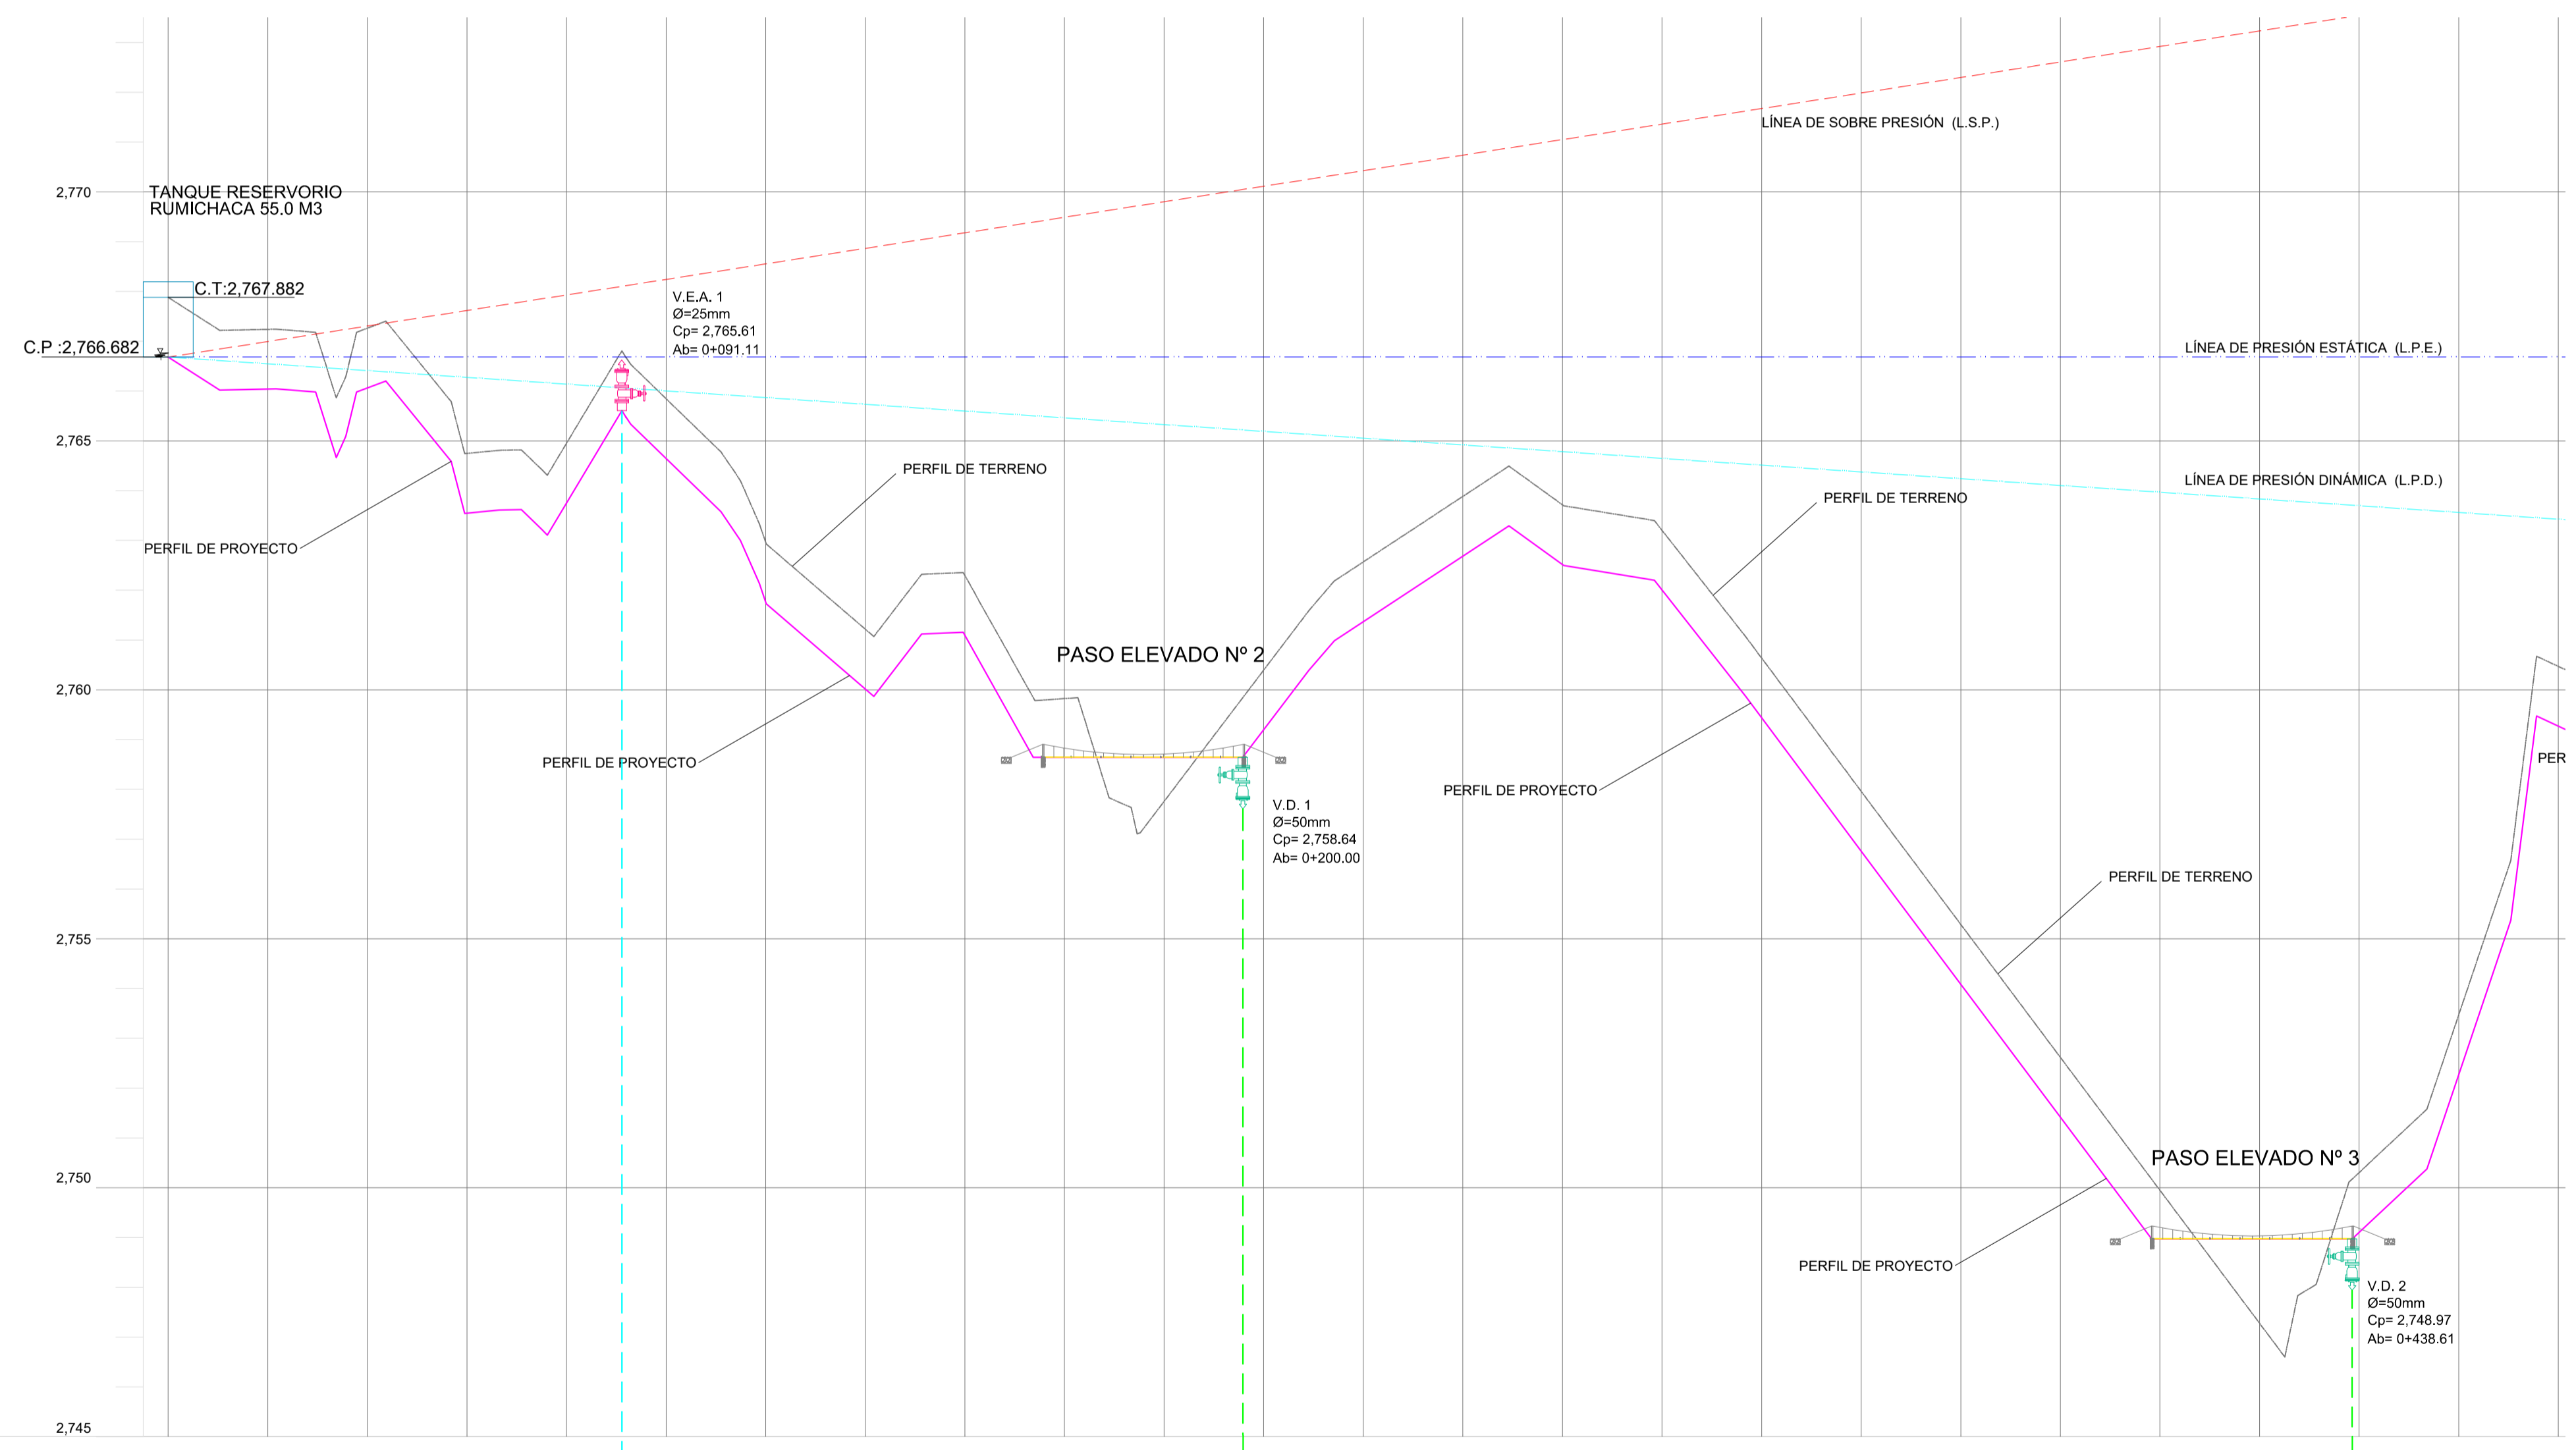 LÍNEA DE SOBRE PRESIÓN (L.S.P.)
2,770
TANQUE RESERVORIO
RUMICHACA 55.0 M3
C.T:2,767.882
V.E.A. 1
Ø=25mm
Cp= 2,765.61
Ab= 0+091.11
C.P :2,766.682
LÍNEA DE PRESIÓN ESTÁTICA (L.P.E.)
2,765
PERFIL DE TERRENO
LÍNEA DE PRESIÓN DINÁMICA (L.P.D.)
PERFIL DE TERRENO
PERFIL DE PROYECTO
PASO ELEVADO Nº 2
2,760
PERFIL DE PROYECTO
PER
PERFIL DE PROYECTO
V.D. 1
Ø=50mm
Cp= 2,758.64
Ab= 0+200.00
PERFIL DE TERRENO
2,755
PASO ELEVADO Nº 3
2,750
PERFIL DE PROYECTO
V.D. 2
Ø=50mm
Cp= 2,748.97
Ab= 0+438.61
2,745